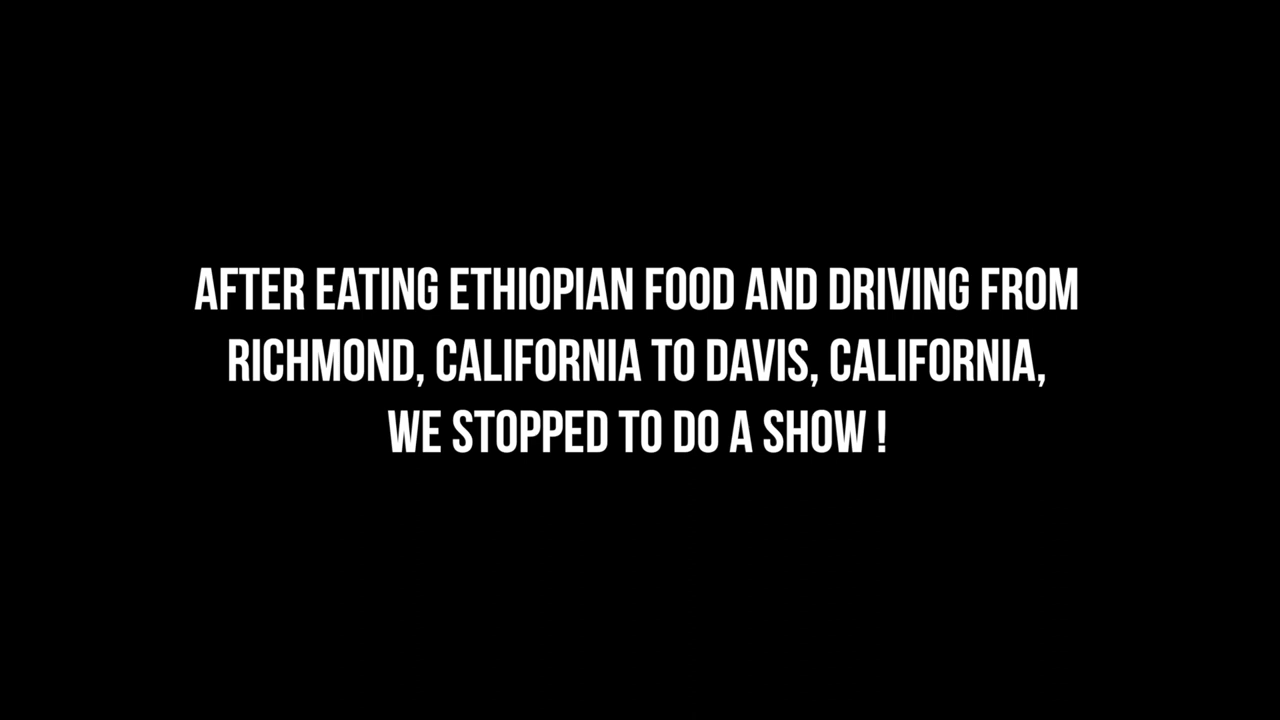 AFTER EATING ETHIOPIAN FOOD AND DRIVING FROM
RICHMOND, CALIFORNIA TO DAVIS, CALIFORNIA,
WE STOPPED TO DO A SHOW !